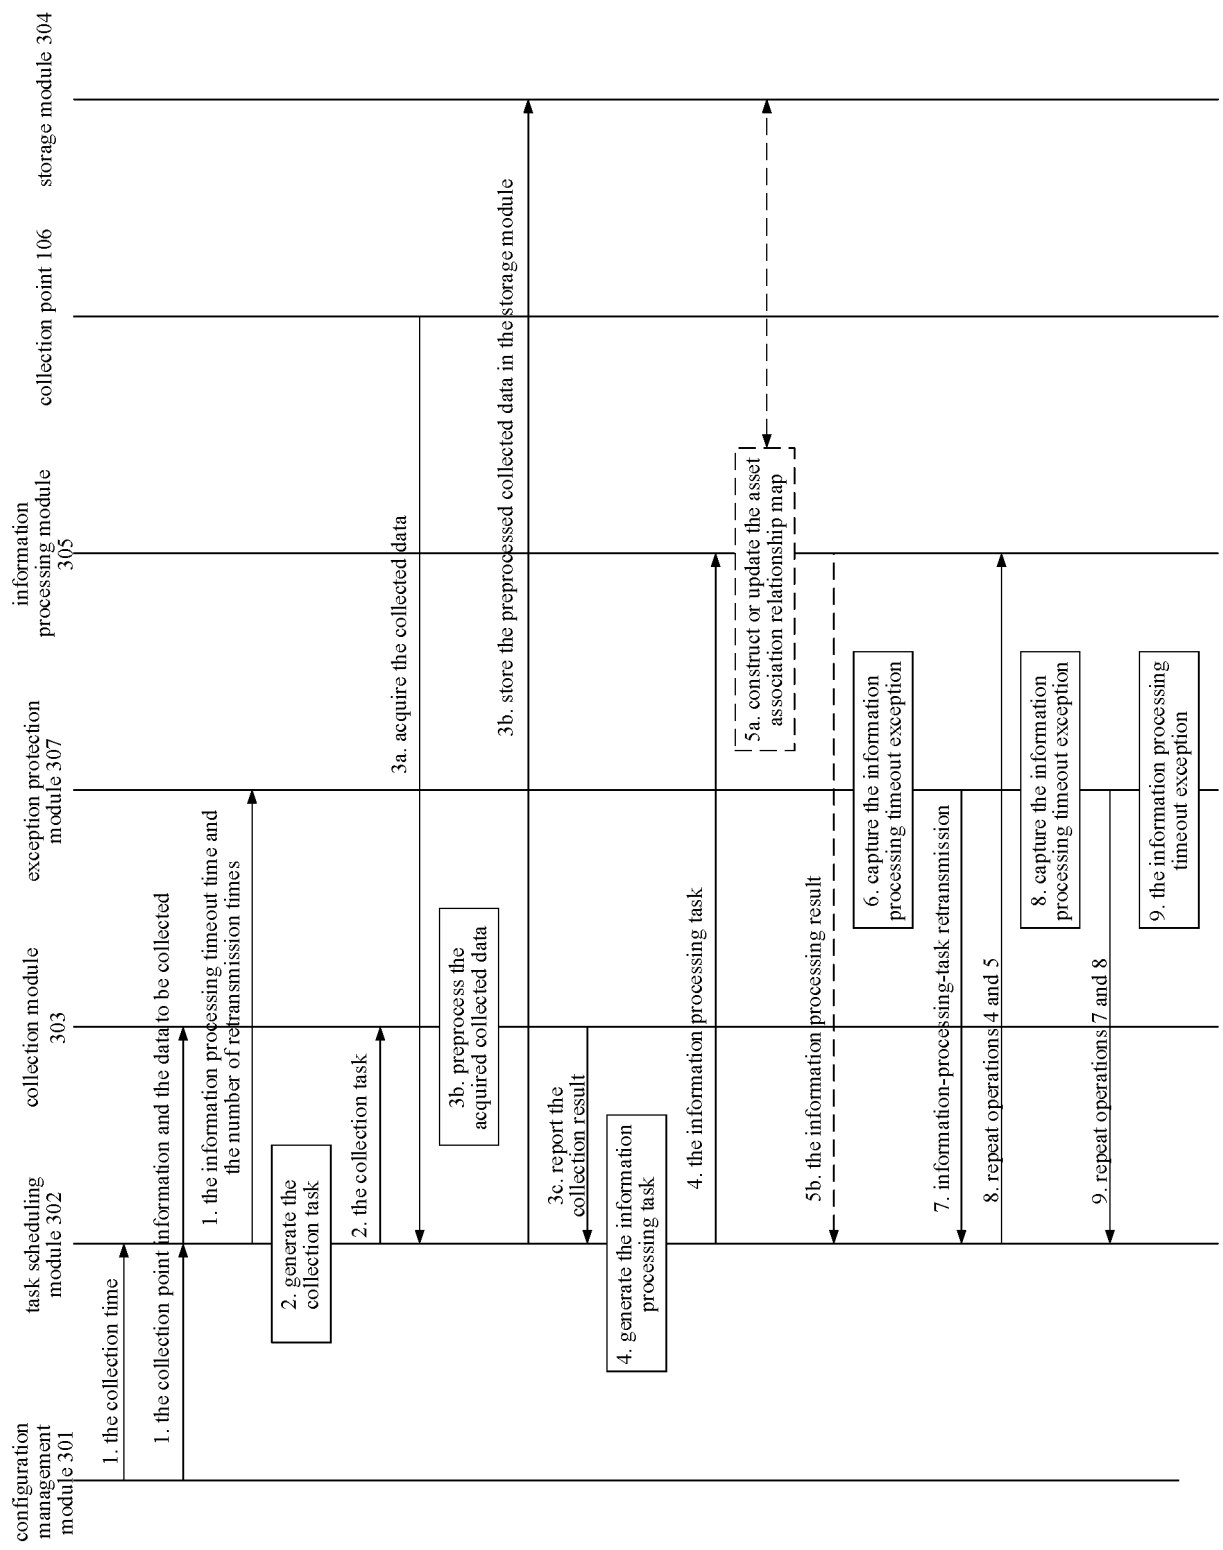 configuration
management
module 301
task scheduling
module 302
collection module
303
exception protection
module 307
information
processing module
305
collection point 106
storage module 304
1. the collection time
1. the collection point information and the data to be collected
1. the information processing timeout time and
the number of retransmission times
2. generate the
collection task
2. the collection task
3a. acquire the collected data
3b. preprocess the
acquired collected data
3b. store the preprocessed collected data in the storage module
3c. report the
collection result
4. generate the information
processing task
4. the information processing task
5a. construct or update the asset
association relationship map
5b. the information processing result
6. capture the information
processing timeout exception
7. information-processing-task retransmission
8. repeat operations 4 and 5
8. capture the information
processing timeout exception
9. repeat operations 7 and 8
9. the information processing
timeout exception